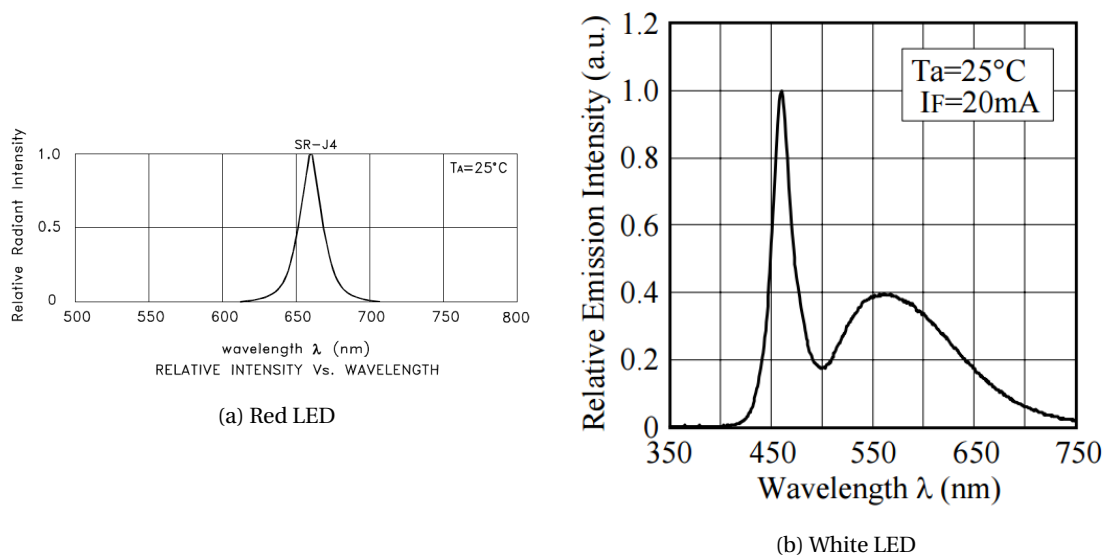 Relative Radiant Intensity
SR-J4
1.0
TA=25°C
0.5
0
500 550 600 650 700 750 800
wavelength λ (nm)
RELATIVE INTENSITY Vs. WAVELENGTH
(a) Red LED
Relative Emission Intensity (a.u.)
1.2
Ta=25°C
IF=20mA
1.0
0.8
0.6
0.4
0.2
0
350 450 550 650 750
Wavelength λ (nm)
(b) White LED